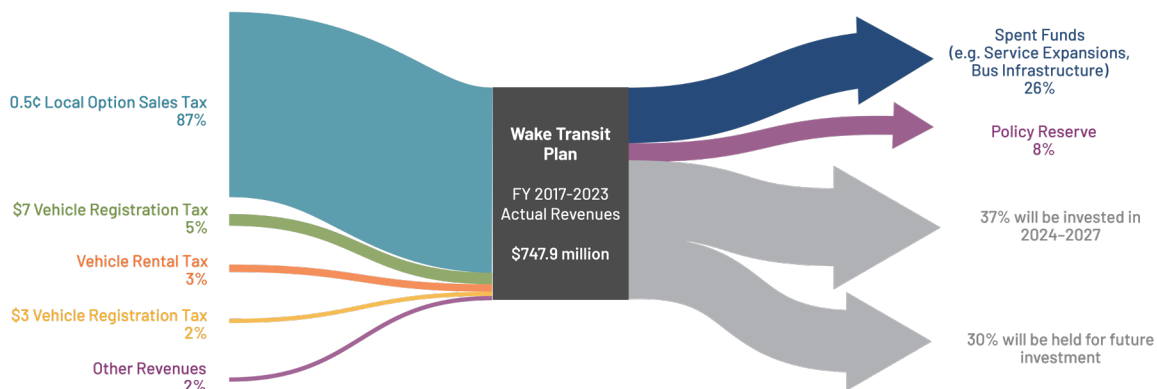 0.5¢ Local Option Sales Tax
87%
$7 Vehicle Registration Tax
5%
Vehicle Rental Tax
3%
$3 Vehicle Registration Tax
2%
Other Revenues
2%
Wake Transit
Plan
FY 2017-2023
Actual Revenues
$747.9 million
Spent Funds
(e.g. Service Expansions,
Bus Infrastructure)
26%
Policy Reserve
8%
37% will be invested in
2024–2027
30% will be held for future
investment